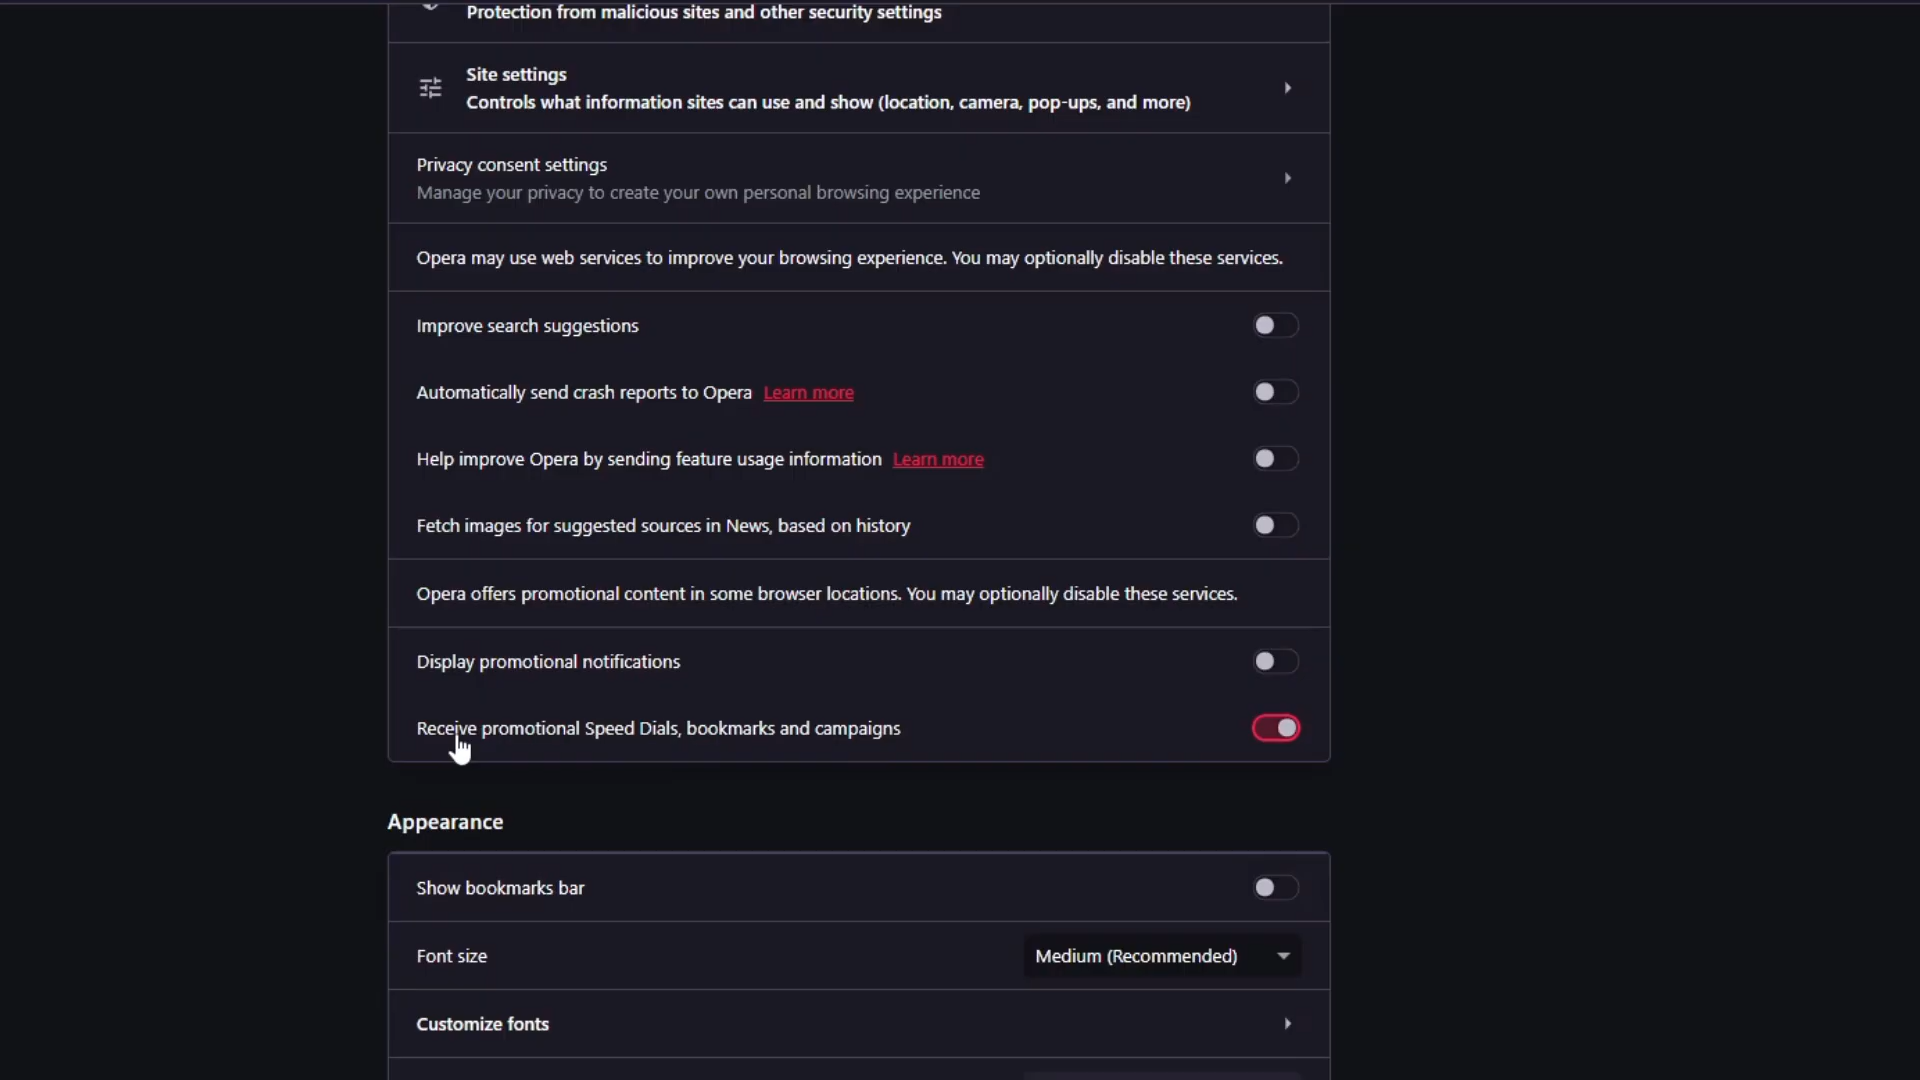 Protection from malicious sites and other security settings
Site settings
Controls what information sites can use and show (location, camera, pop-ups, and more)
Privacy consent settings
Manage your privacy to create your own personal browsing experience
Opera may use web services to improve your browsing experience. You may optionally disable these services.
Improve search suggestions
Automatically send crash reports to Opera Learn more
Help improve Opera by sending feature usage information Learn more
Fetch images for suggested sources in News, based on history
Opera offers promotional content in some browser locations. You may optionally disable these services.
Display promotional notifications
Receive promotional Speed Dials, bookmarks and campaigns
Appearance
Show bookmarks bar
Font size Medium (Recommended)
Customize fonts